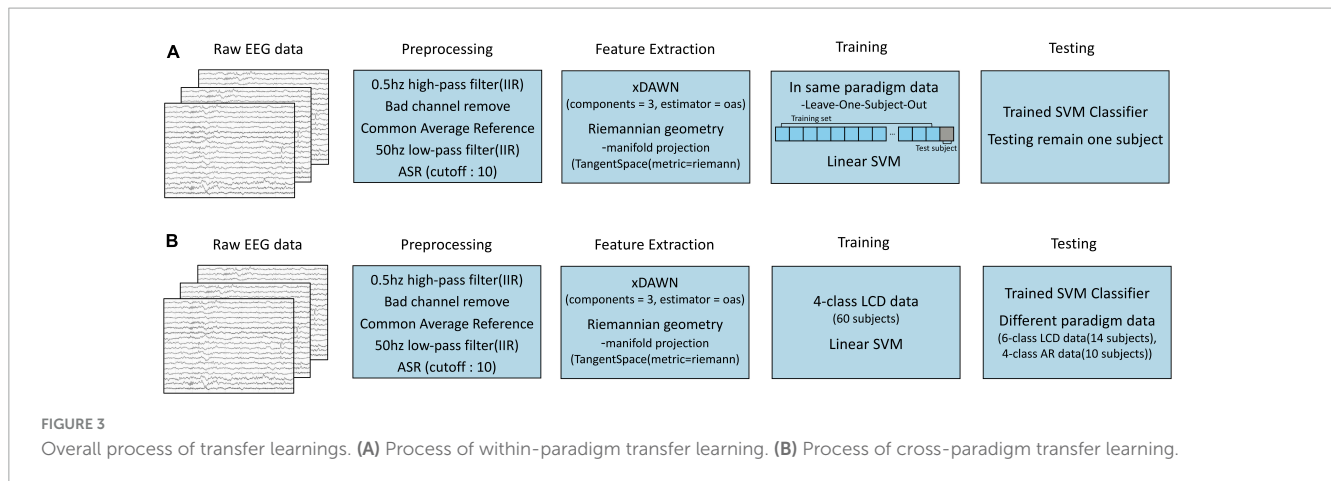 A
Raw EEG data
Preprocessing
0.5hz high-pass filter(IIR)
Bad channel remove
Common Average Reference
50hz low-pass filter(IIR)
ASR (cutoff : 10)
Feature Extraction
xDAWN
(components = 3, estimator = oas)
Riemannian geometry
-manifold projection
(TangentSpace(metric=riemann)
Training
In same paradigm data
-Leave-One-Subject-Out
Training set
...
Test subject
Linear SVM
Testing
Trained SVM Classifier
Testing remain one subject
B
Raw EEG data
Preprocessing
0.5hz high-pass filter(IIR)
Bad channel remove
Common Average Reference
50hz low-pass filter(IIR)
ASR (cutoff : 10)
Feature Extraction
xDAWN
(components = 3, estimator = oas)
Riemannian geometry
-manifold projection
(TangentSpace(metric=riemann)
Training
4-class LCD data
(60 subjects)
Linear SVM
Testing
Trained SVM Classifier
Different paradigm data
(6-class LCD data(14 subjects),
4-class AR data(10 subjects))
FIGURE 3
Overall process of transfer learnings. (A) Process of within-paradigm transfer learning. (B) Process of cross-paradigm transfer learning.